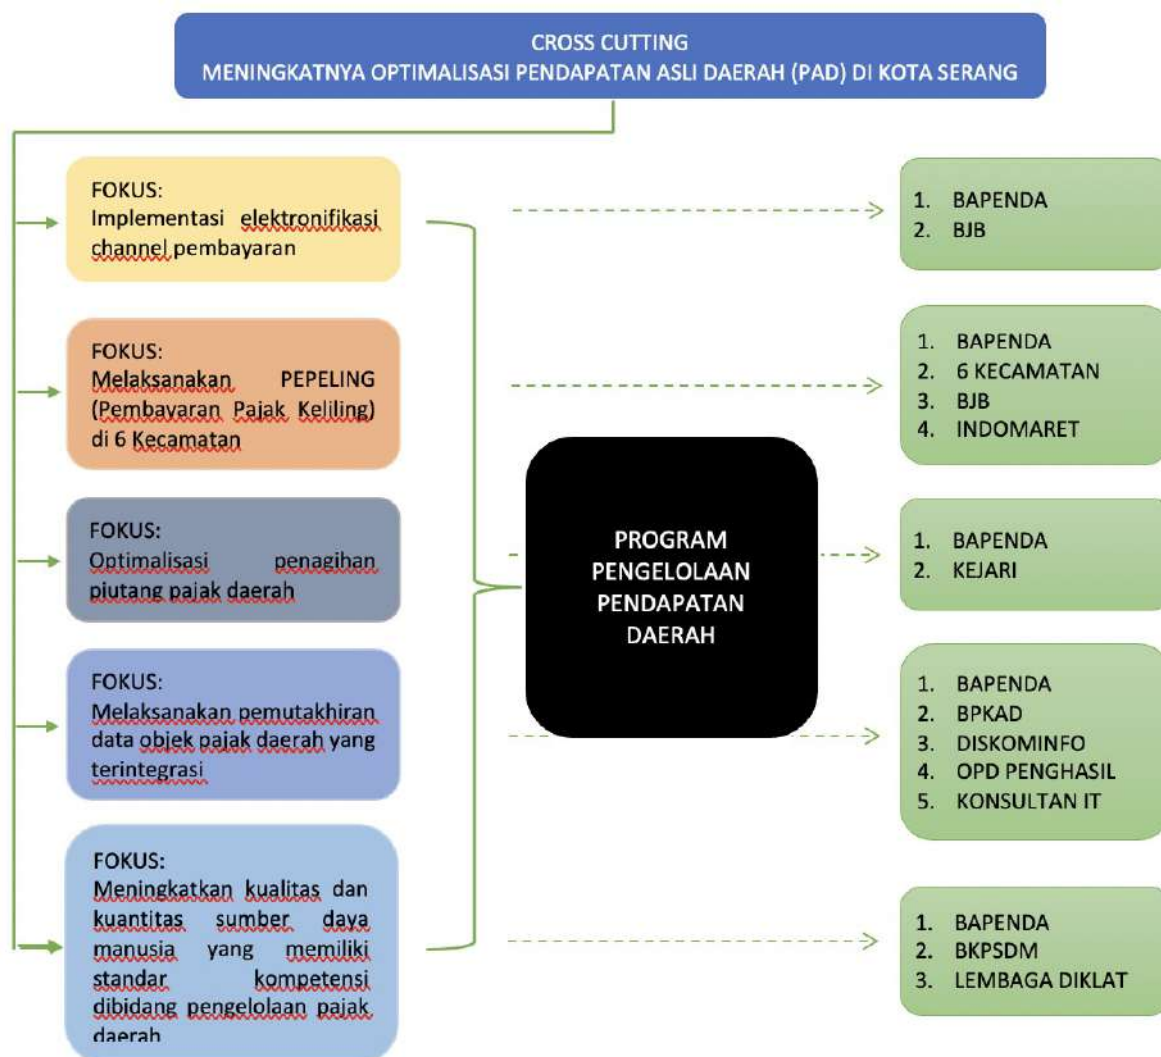 CROSS CUTTING
MENINGKATNYA OPTIMALISASI PENDAPATAN ASLI DAERAH (PAD) DI KOTA SERANG
FOKUS:
Implementasi elektronifikasi
channel pembayaran
1. BAPENDA
2. BJB
FOKUS:
Melaksanakan PEPELING
(Pembayaran Pajak Keliling)
di 6 Kecamatan
1. BAPENDA
2. 6 KECAMATAN
3. BJB
4. INDOMARET
FOKUS:
Optimalisasi penagihan
piutang pajak daerah
PROGRAM
PENGELOLAAN
PENDAPATAN
DAERAH
1. BAPENDA
2. KEJARI
FOKUS:
Melaksanakan pemutakhiran
data objek pajak daerah yang
terintegrasi
1. BAPENDA
2. BPKAD
3. DISKOMINFO
4. OPD PENGHASIL
5. KONSULTAN IT
FOKUS:
Meningkatkan kualitas dan
kuantitas sumber daya
manusia yang memiliki
standar kompetensi
dibidang pengelolaan pajak
daerah
1. BAPENDA
2. BKPSDM
3. LEMBAGA DIKLAT